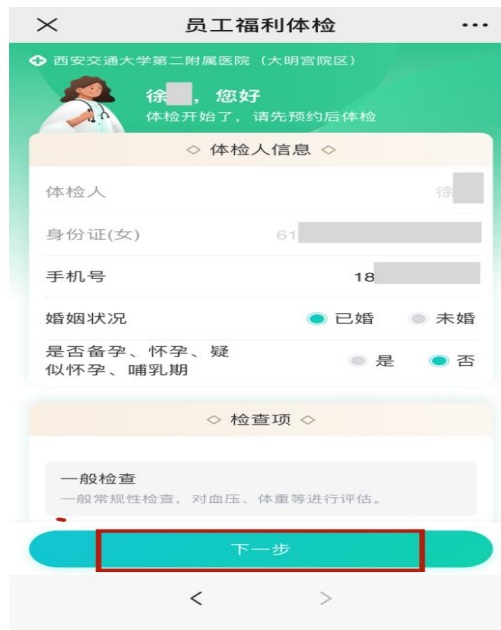 员工福利体检
西安交通大学第二附属医院（大明宫院区）
徐，您好
体检开始了，请先预约后体检
体检人信息
体检人 徐
身份证(女) 61
手机号 18
婚姻状况 已婚 未婚
是否备孕、怀孕、疑
似怀孕、哺乳期 是 否
检查项
一般检查
一般常规性检查，对血压、体重等进行评估。
下一步